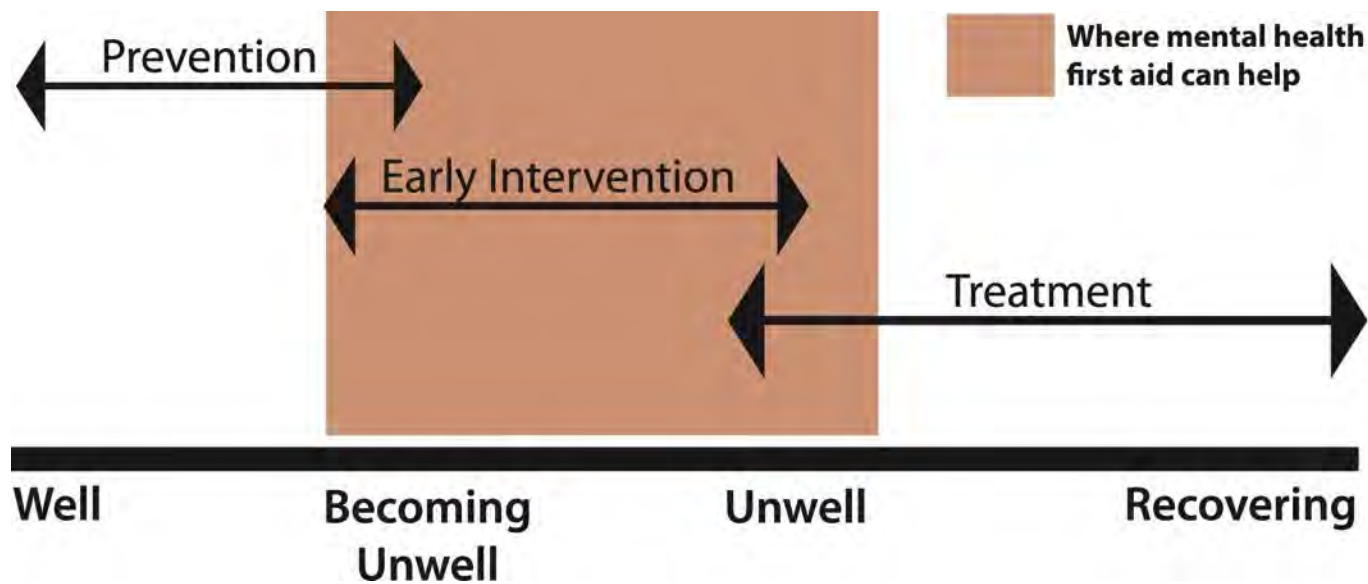 Prevention
Where mental health
first aid can help
Early Intervention
Treatment
Well
Becoming
Unwell
Unwell
Recovering